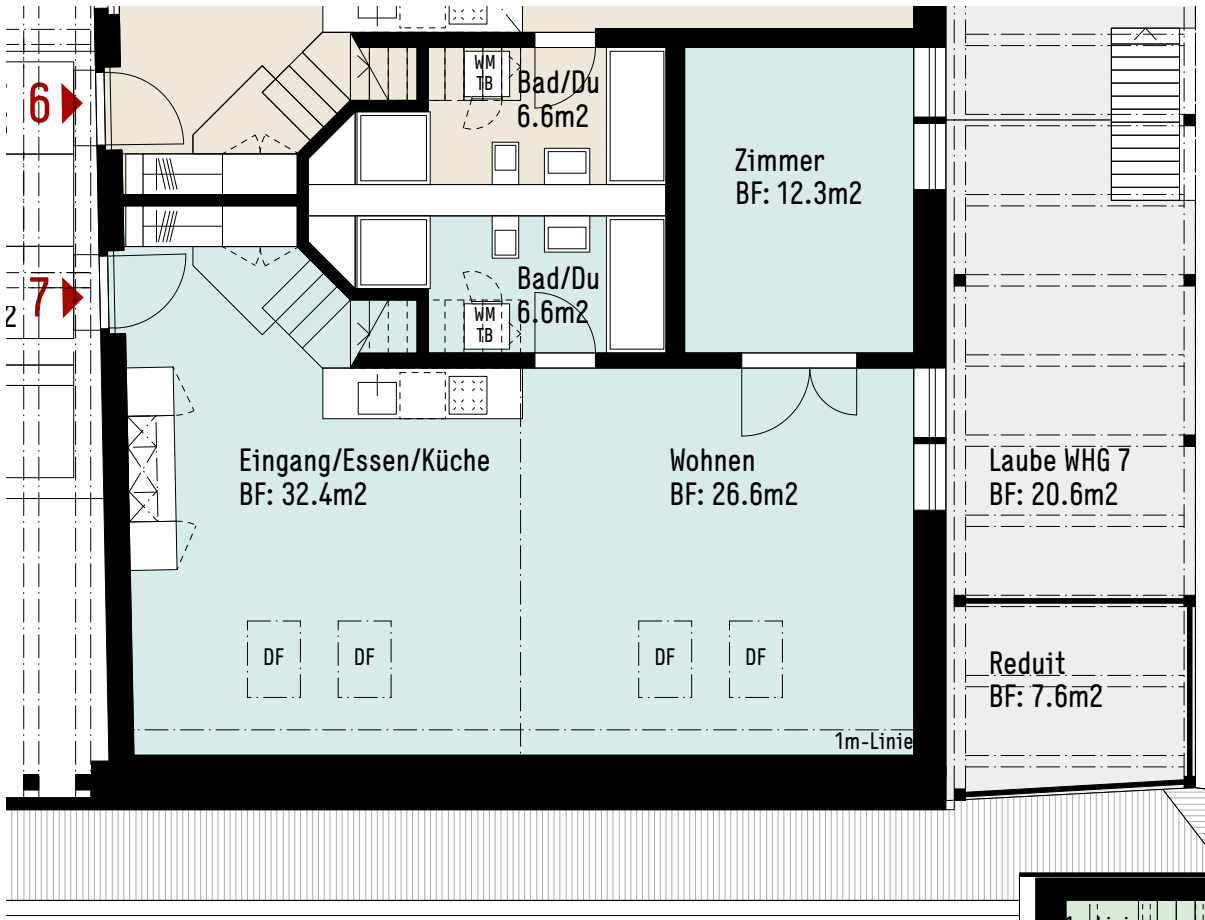 6
WM
TB
Bad/Du
6.6m2
Zimmer
BF: 12.3m2
7
2
Bad/Du
6.6m2
WM
TB
Eingang/Essen/Küche
BF: 32.4m2
Wohnen
BF: 26.6m2
Laube WHG 7
BF: 20.6m2
DF
DF
DF
DF
Reduit
BF: 7.6m2
1m-Linie